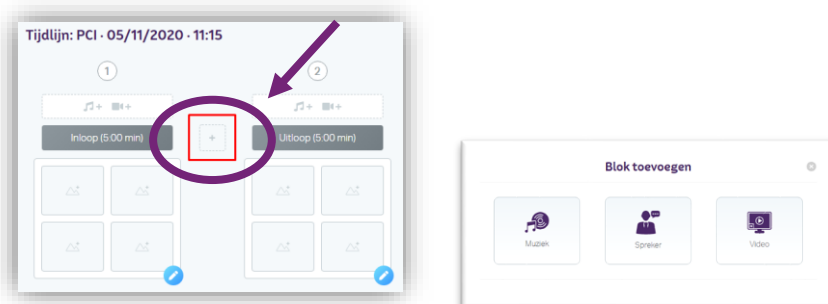 Tijdlijn: PCI · 05/11/2020 · 11:15
1
2
+ +
+ +
Inloop (5:00 min)
+
Uitloop (5:00 min)
Blok toevoegen
Muziek
Spreker
Video